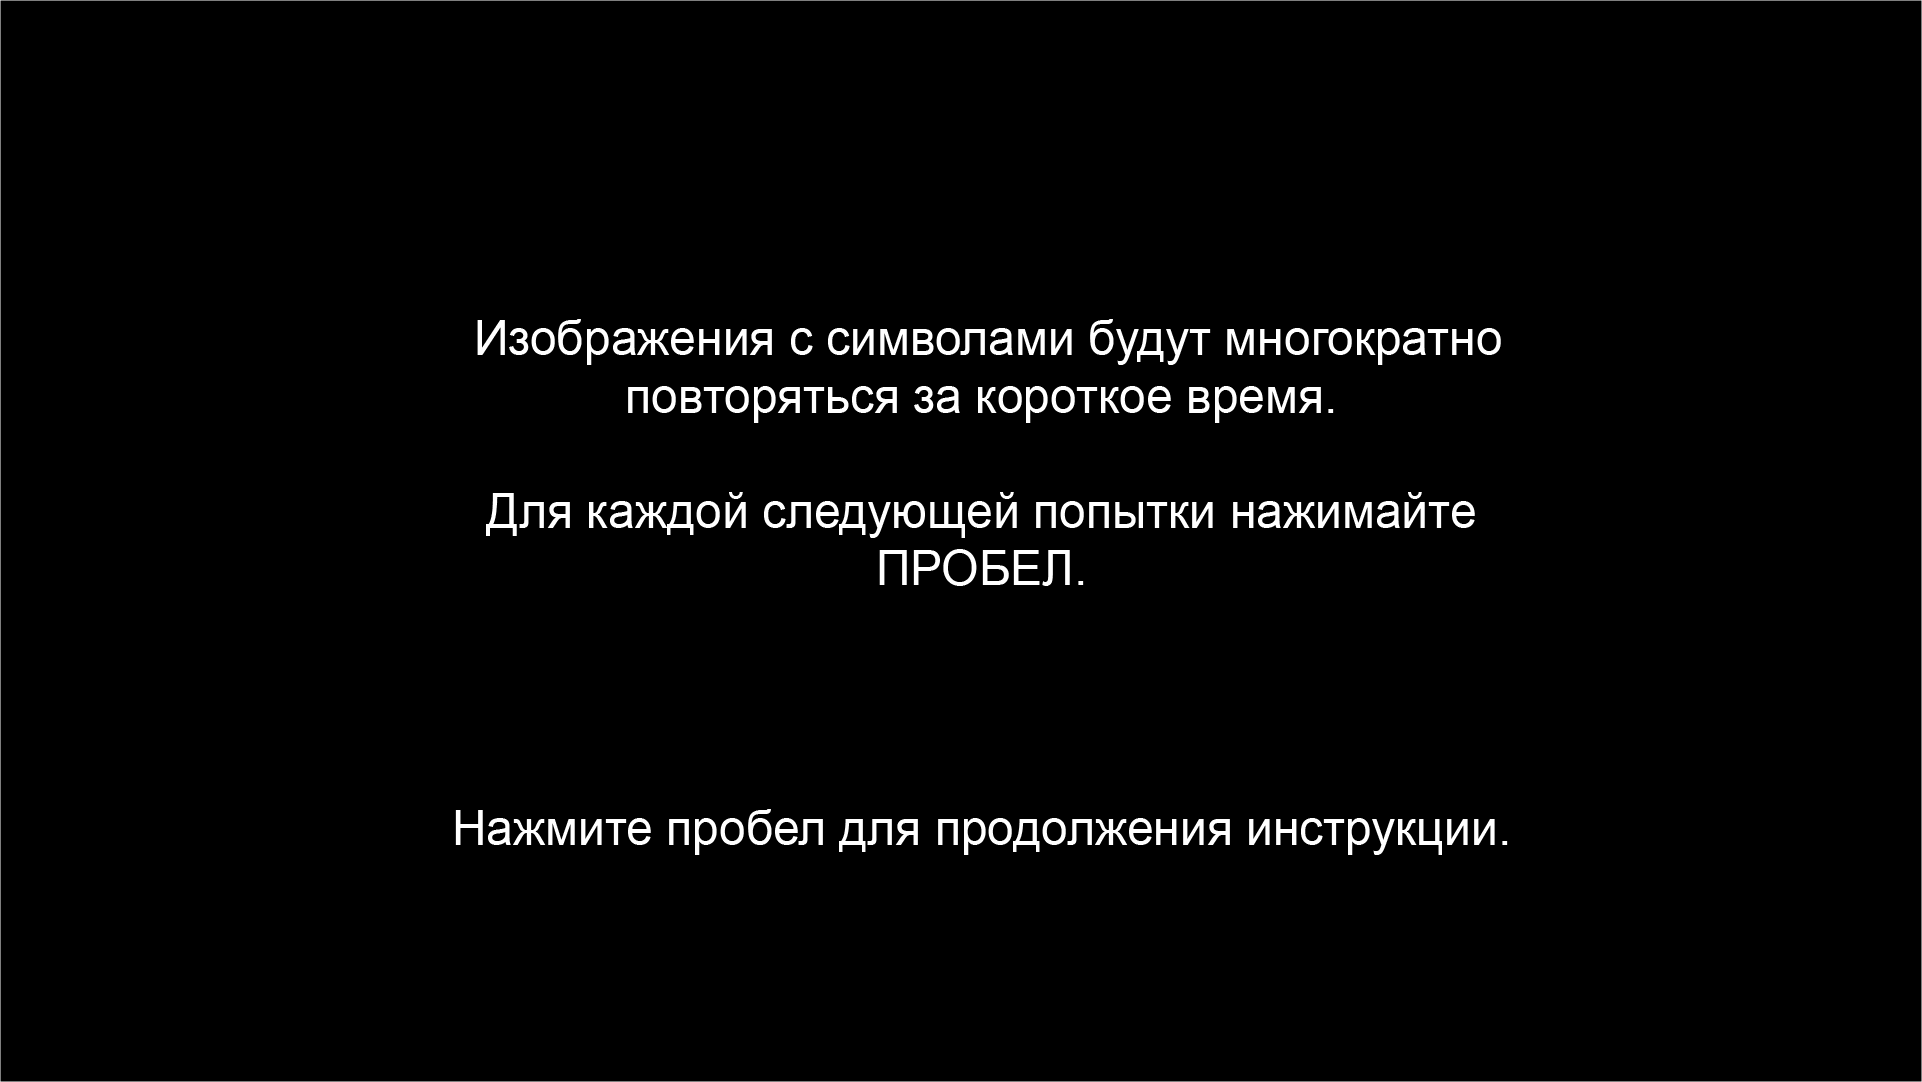 Изображения с символами будут многократно
повторяться за короткое время.
Для каждой следующей попытки нажимайте
ПРОБЕЛ.
Нажмите пробел для продолжения инструкции.